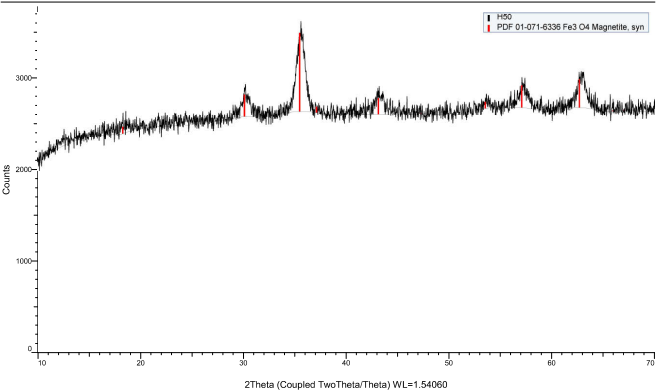 H50
PDF 01-071-6336 Fe3 O4 Magnetite, syn
3000
2000
1000
0
Counts
10 20 30 40 50 60 70
2Theta (Coupled TwoTheta/Theta) WL=1.54060